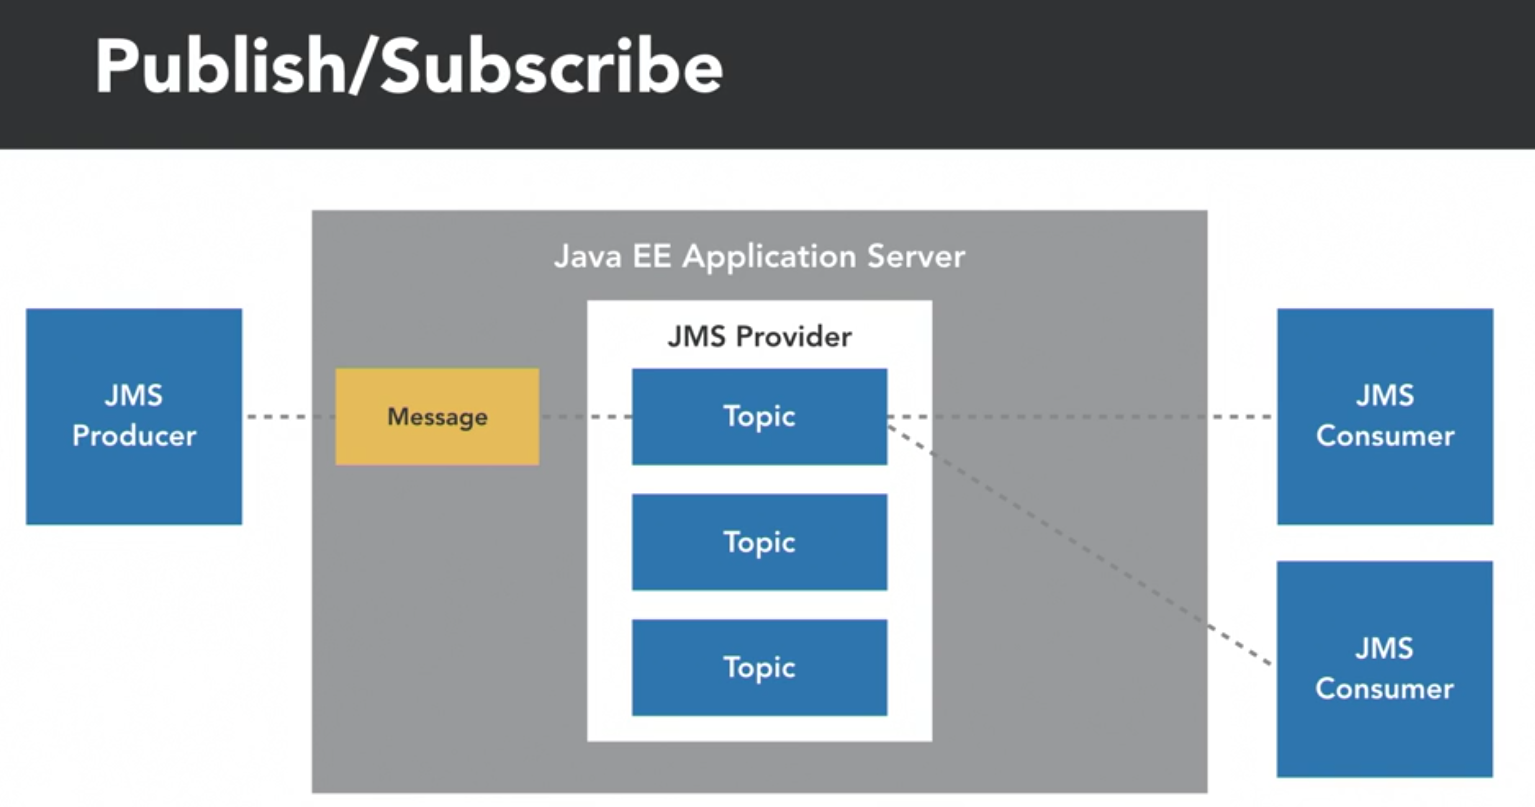 Publish/Subscribe
Java EE Application Server
JMS Provider
JMS
Producer
Message
Topic
Topic
Topic
JMS
Consumer
JMS
Consumer